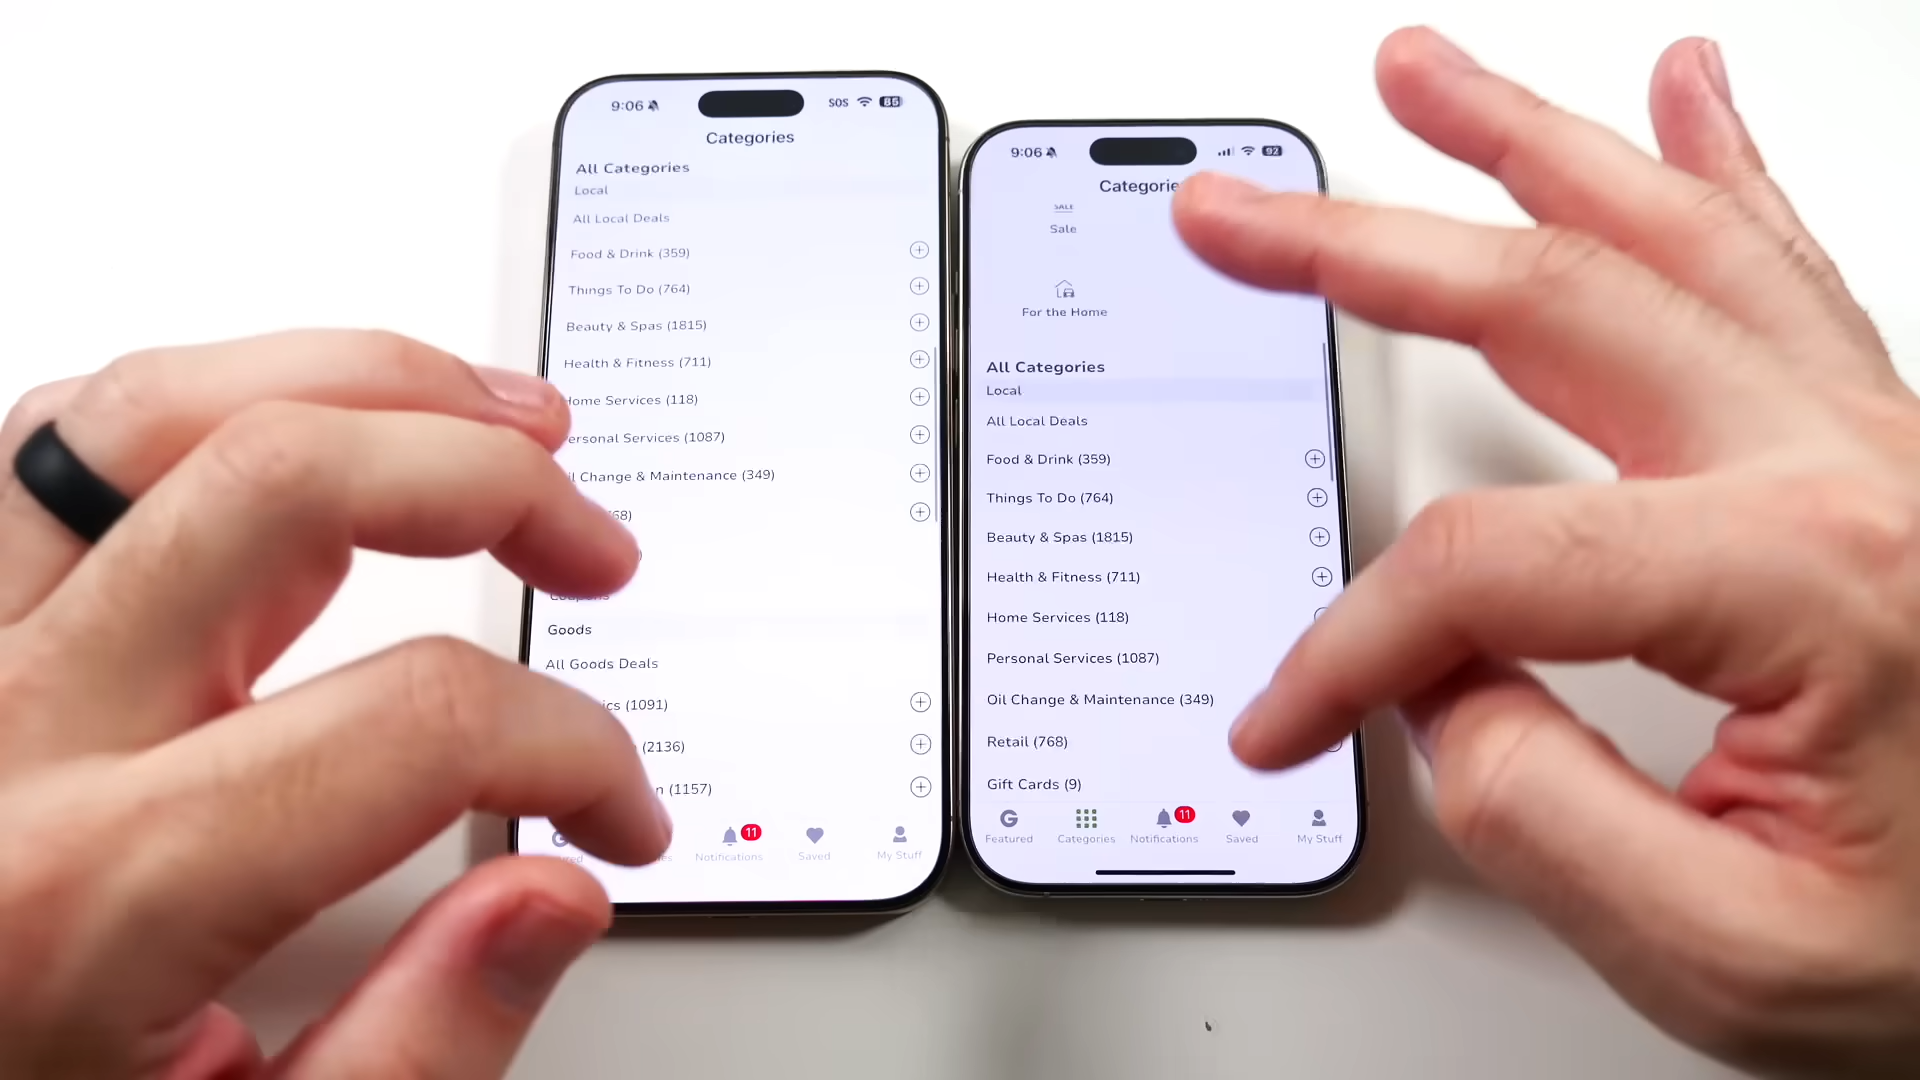 9:06
SOS
86
Categories
All Categories
Local
All Local Deals
Food & Drink (359)
Things To Do (764)
Beauty & Spas (1815)
Health & Fitness (711)
Home Services (118)
ersonal Services (1087)
il Change & Maintenance (349)
68)
)
Coupons
Goods
All Goods Deals
ics (1091)
(2136)
n (1157)
11
Notifications
Saved
My Stuff
9:06
92
Categorie
SALE
Sale
For the Home
All Categories
Local
All Local Deals
Food & Drink (359)
Things To Do (764)
Beauty & Spas (1815)
Health & Fitness (711)
Home Services (118)
Personal Services (1087)
Oil Change & Maintenance (349)
Retail (768)
Gift Cards (9)
G
11
Featured
Categories
Notifications
Saved
My Stuff